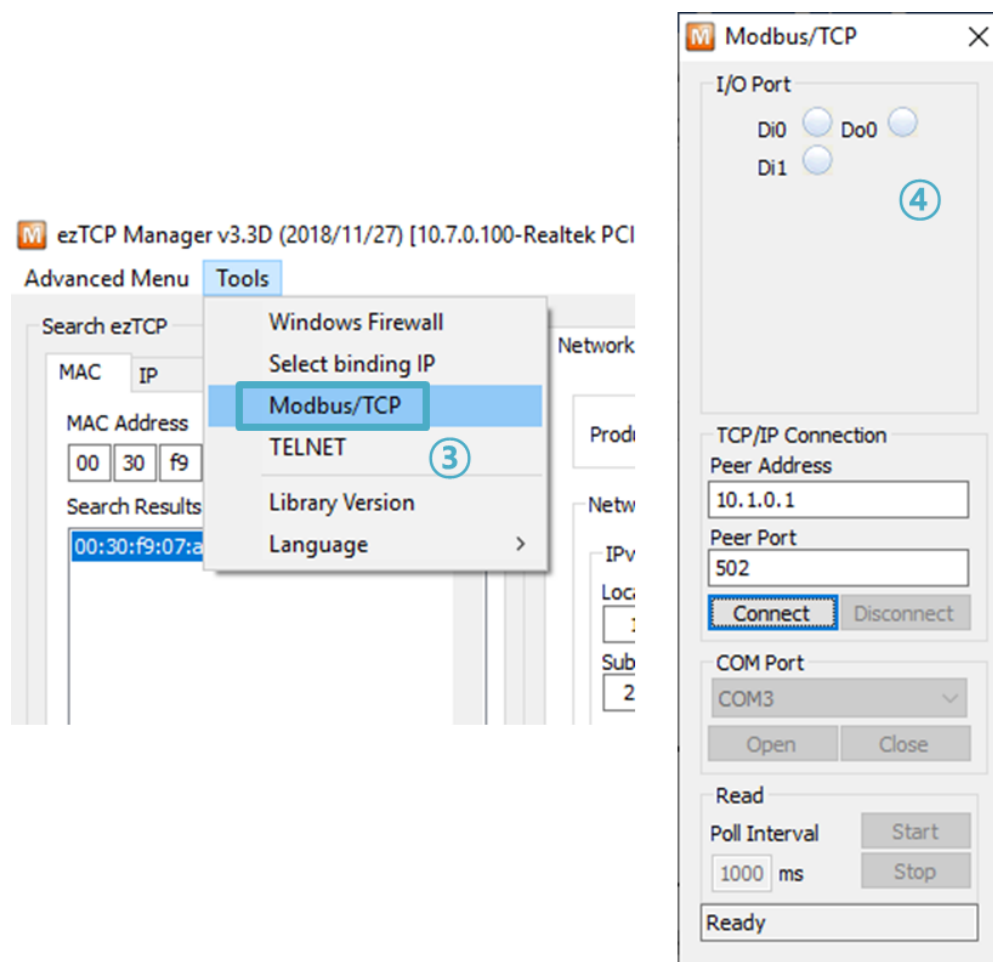 ezTCP Manager v3.3D (2018/11/27) [10.7.0.100-Realtek PCI
Advanced Menu Tools
Search ezTCP
MAC IP
MAC Address
00 30 f9
Search Results
00:30:f9:07:a
Windows Firewall
Select binding IP
Modbus/TCP
TELNET
③
Library Version
Language >
Network
Netw
Sub
2
Modbus/TCP
I/O Port
Di0 Do0
Di1
④
TCP/IP Connection
Peer Address
10.1.0.1
Peer Port
502
Connect Disconnect
COM Port
COM3
Open Close
Read
Poll Interval Start
1000 ms Stop
Ready